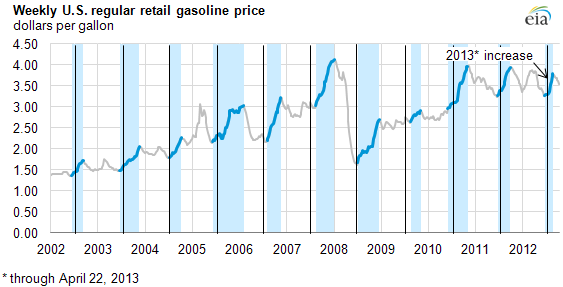 Weekly U.S. regular retail gasoline price
dollars per gallon
eia
4.50
2013* increase
4.00
3.50
3.00
2.50
2.00
1.50
1.00
0.50
0.00
2002 2003 2004 2005 2006 2007 2008 2009 2010 2011 2012
* through April 22, 2013